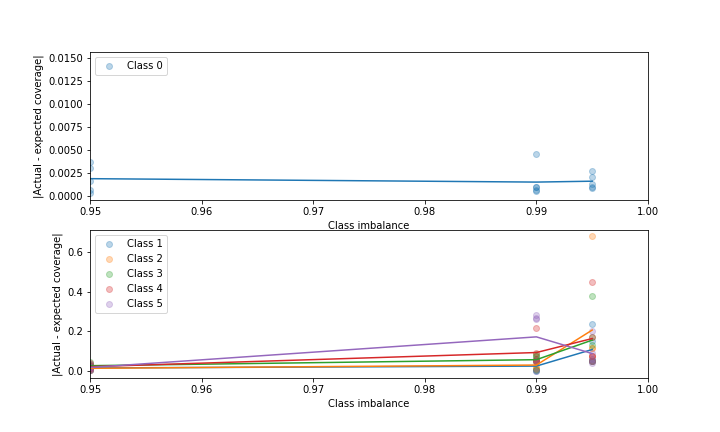 |Actual - expected coverage|
0.0150
0.0125
0.0100
0.0075
0.0050
0.0025
0.0000
Class 0
0.95 0.96 0.97 0.98 0.99 1.00
Class imbalance
|Actual - expected coverage|
0.6
0.4
0.2
0.0
Class 1
Class 2
Class 3
Class 4
Class 5
0.95 0.96 0.97 0.98 0.99 1.00
Class imbalance